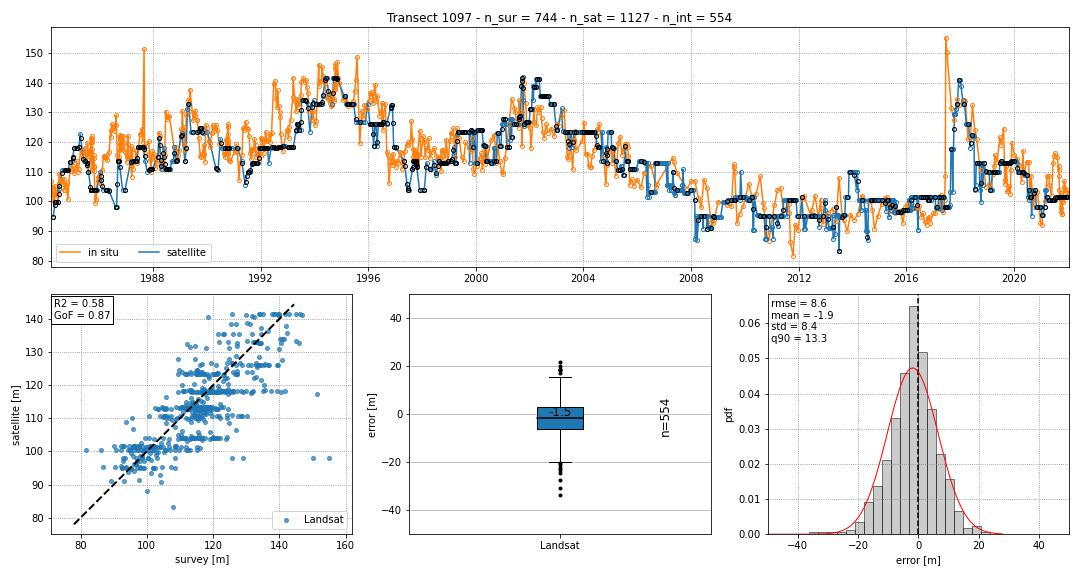 Transect 1097 - n_sur = 744 - n_sat = 1127 - n_int = 554
150
140
130
120
110
100
90
80
in situ
satellite
1988
1992
1996
2000
2004
2008
2012
2016
2020
R2 = 0.58
GoF = 0.87
satellite [m]
140
130
120
110
100
90
80
Landsat
80
100
120
140
160
survey [m]
error [m]
40
20
0
−20
−40
-1.5
n=554
Landsat
rmse = 8.6
mean = -1.9
std = 8.4
q90 = 13.3
pdf
0.06
0.05
0.04
0.03
0.02
0.01
0.00
−40
−20
0
20
40
error [m]